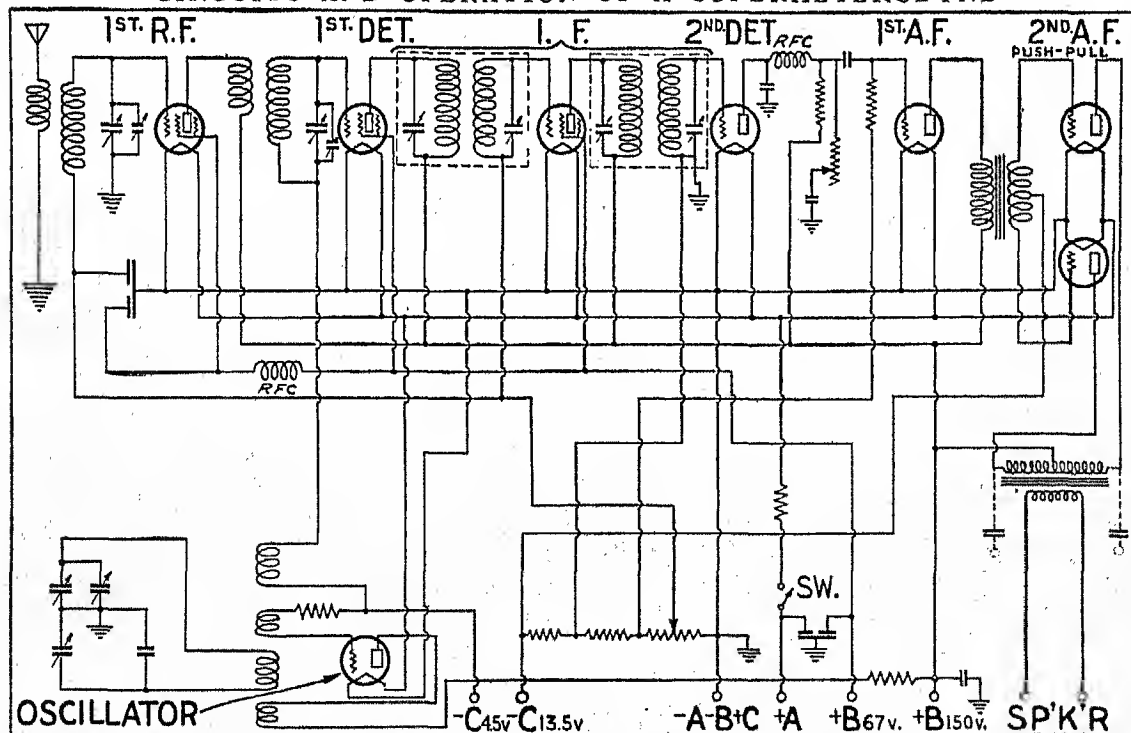 1ST. R.F. 1ST. DET. I. F. 2ND. DET. 1ST. A.F. 2ND. A.F.
PUSH-PULL
RFC
RFC
SW.
OSCILLATOR
-C45v -C13.5v -A-B+C +A +B67v. +B150v. SP'K'R